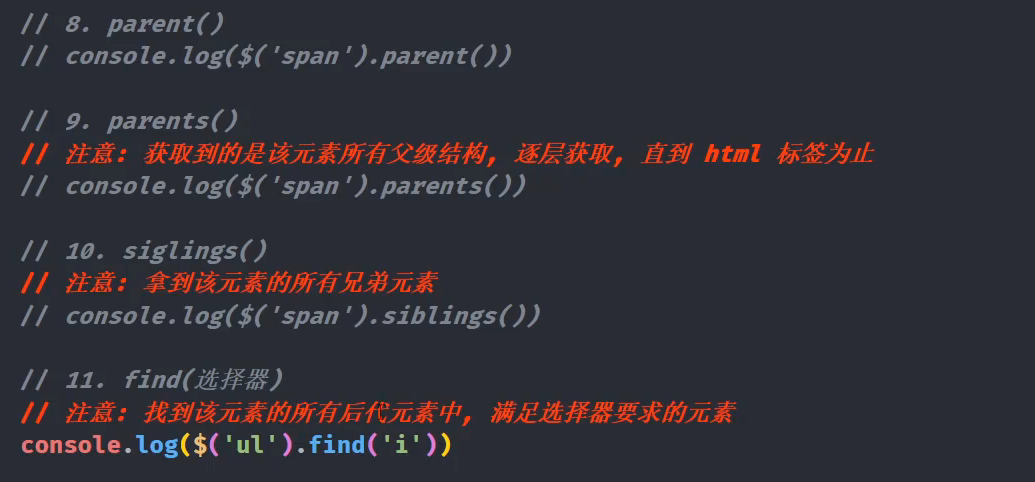 // 8. parent()
// console.log($('span').parent())
// 9. parents()
// 注意: 获取到的是该元素所有父级结构, 逐层获取, 直到 html 标签为止
// console.log($('span').parents())
// 10. siglings()
// 注意: 拿到该元素的所有兄弟元素
// console.log($('span').siblings())
// 11. find(选择器)
// 注意: 找到该元素的所有后代元素中, 满足选择器要求的元素
console.log($('ul').find('i'))